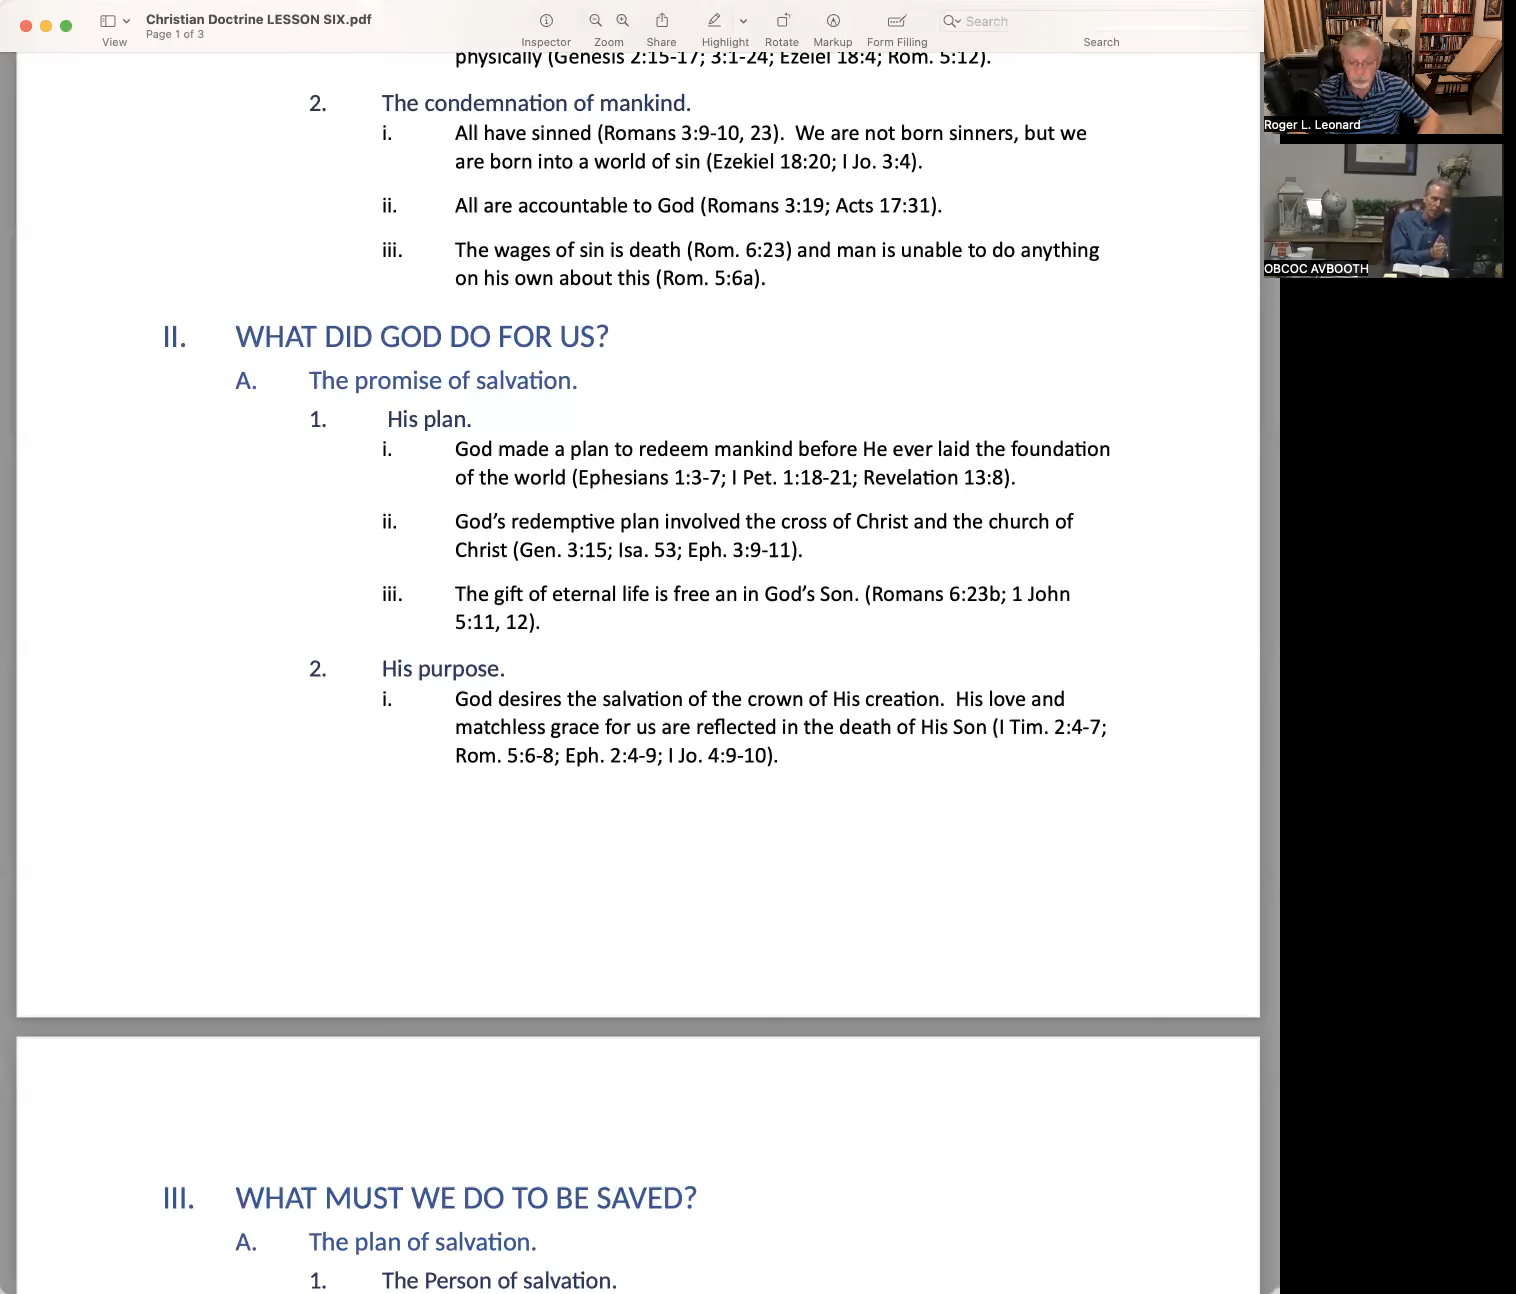 Christian Doctrine LESSON SIX.pdf
Page 1 of 3
View
Inspector
Zoom
Share
Highlight
Rotate
Markup
Form Filling
Search
Search
physically (Genesis 2:15-17; 3:1-24; Ezeiel 18:4; Rom. 5:12).
2. The condemnation of mankind.
i. All have sinned (Romans 3:9-10, 23).  We are not born sinners, but we
are born into a world of sin (Ezekiel 18:20; I Jo. 3:4).
ii. All are accountable to God (Romans 3:19; Acts 17:31).
iii. The wages of sin is death (Rom. 6:23) and man is unable to do anything
on his own about this (Rom. 5:6a).
II. WHAT DID GOD DO FOR US?
A. The promise of salvation.
1. His plan.
i. God made a plan to redeem mankind before He ever laid the foundation
of the world (Ephesians 1:3-7; I Pet. 1:18-21; Revelation 13:8).
ii. God’s redemptive plan involved the cross of Christ and the church of
Christ (Gen. 3:15; Isa. 53; Eph. 3:9-11).
iii. The gift of eternal life is free an in God’s Son. (Romans 6:23b; 1 John
5:11, 12).
2. His purpose.
i. God desires the salvation of the crown of His creation.  His love and
matchless grace for us are reflected in the death of His Son (I Tim. 2:4-7;
Rom. 5:6-8; Eph. 2:4-9; I Jo. 4:9-10).
III. WHAT MUST WE DO TO BE SAVED?
A. The plan of salvation.
1. The Person of salvation.
Roger L. Leonard
OBCOC AVBOOTH